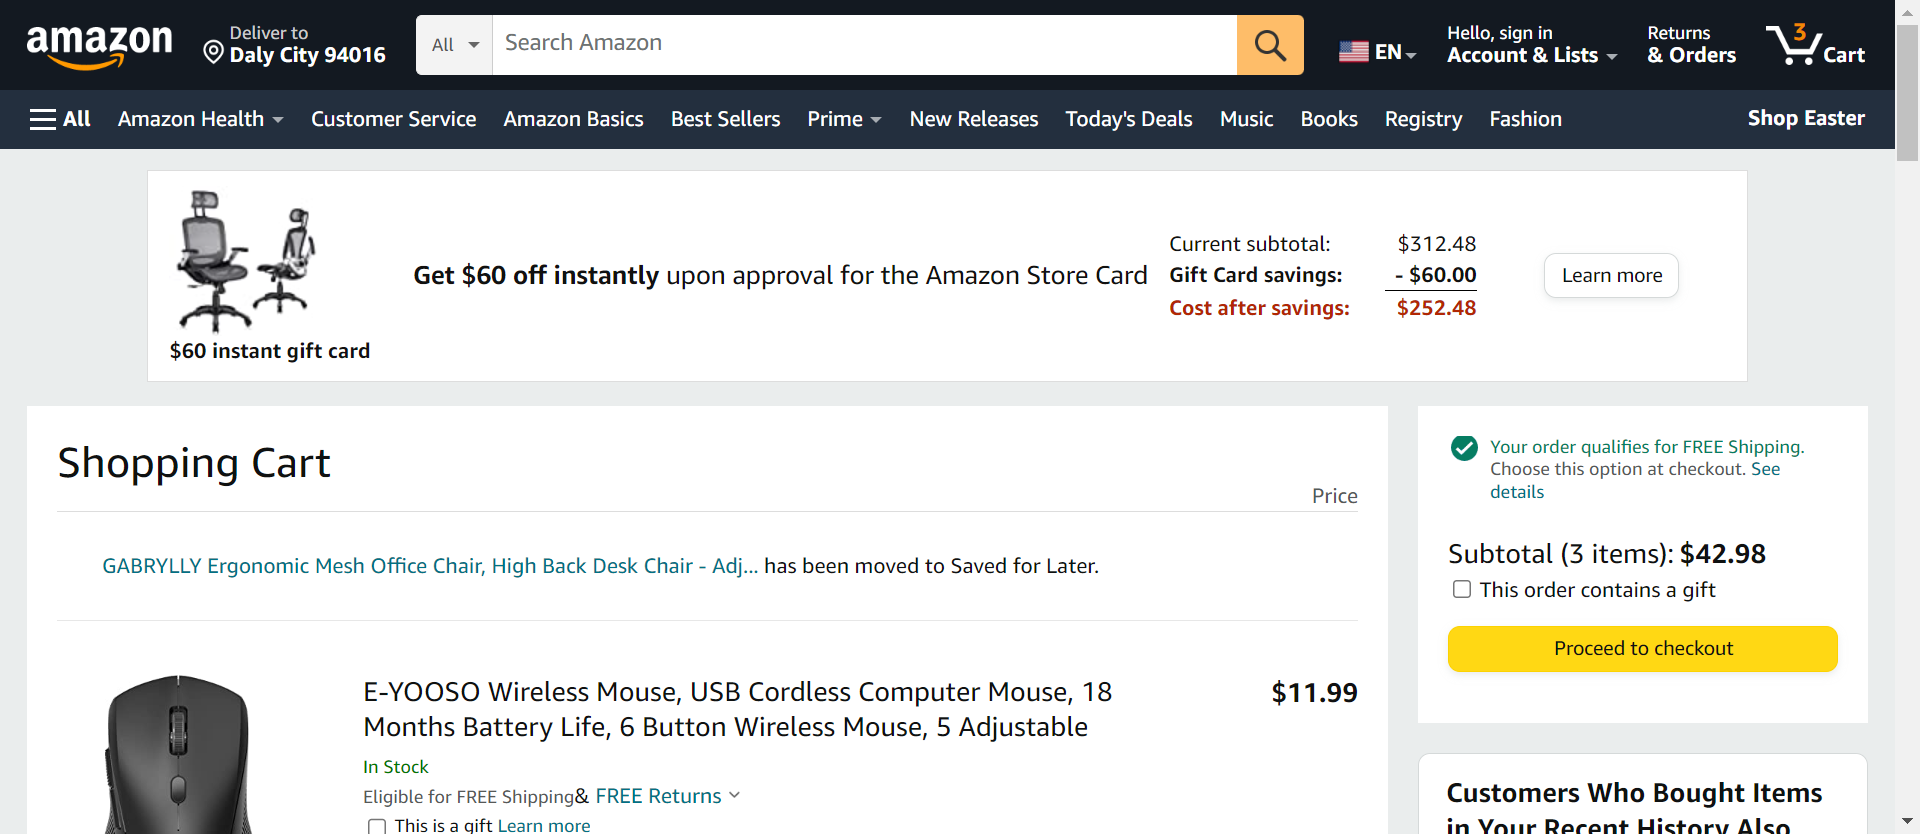 amazon
Deliver to
Daly City 94016
All
Search Amazon
EN
Hello, sign in
Account & Lists
Returns
& Orders
3
Cart
All
Amazon Health
Customer Service
Amazon Basics
Best Sellers
Prime
New Releases
Today's Deals
Music
Books
Registry
Fashion
Shop Easter
$60 instant gift card
Get $60 off instantly upon approval for the Amazon Store Card
Current subtotal: $312.48
Gift Card savings: - $60.00
Cost after savings: $252.48
Learn more
Shopping Cart
Price
GABRYLLY Ergonomic Mesh Office Chair, High Back Desk Chair - Adj... has been moved to Saved for Later.
E-YOOSO Wireless Mouse, USB Cordless Computer Mouse, 18
Months Battery Life, 6 Button Wireless Mouse, 5 Adjustable
$11.99
In Stock
Eligible for FREE Shipping& FREE Returns
This is a gift Learn more
Your order qualifies for FREE Shipping.
Choose this option at checkout. See
details
Subtotal (3 items): $42.98
This order contains a gift
Proceed to checkout
Customers Who Bought Items
in Your Recent History Also